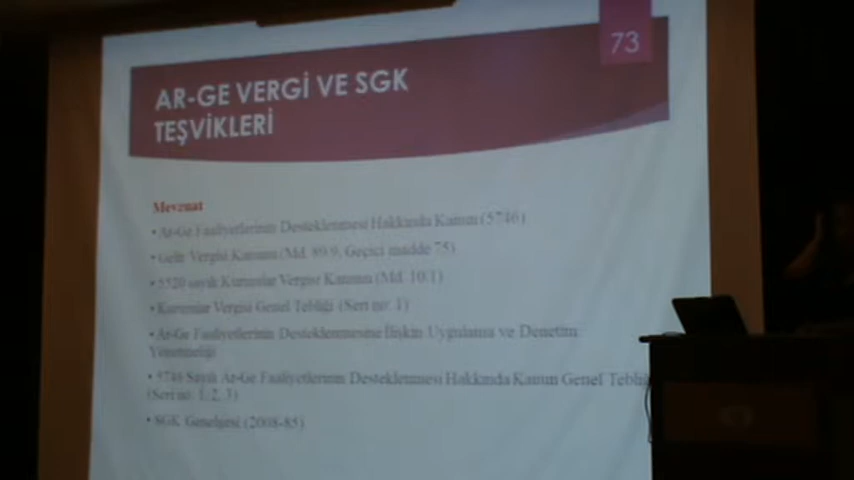 73
AR-GE VERGİ VE SGK
TEŞVİKLERİ
Mevzuat
• Ar-Ge Faaliyetlerinin Desteklenmesi Hakkında Kanun (5746)
• Gelir Vergisi Kanunu (Md. 89/9, Geçici madde 75)
• 5520 sayılı Kurumlar Vergisi Kanunu (Md. 10/1)
• Kurumlar Vergisi Genel Tebliği (Seri no: 1)
• Ar-Ge Faaliyetlerinin Desteklenmesine İlişkin Uygulama ve Denetim
Yönetmeliği
• 5746 Sayılı Ar-Ge Faaliyetlerinin Desteklenmesi Hakkında Kanun Genel Tebliği
(Seri no: 1, 2, 3)
• SGK Genelgesi (2008-85)